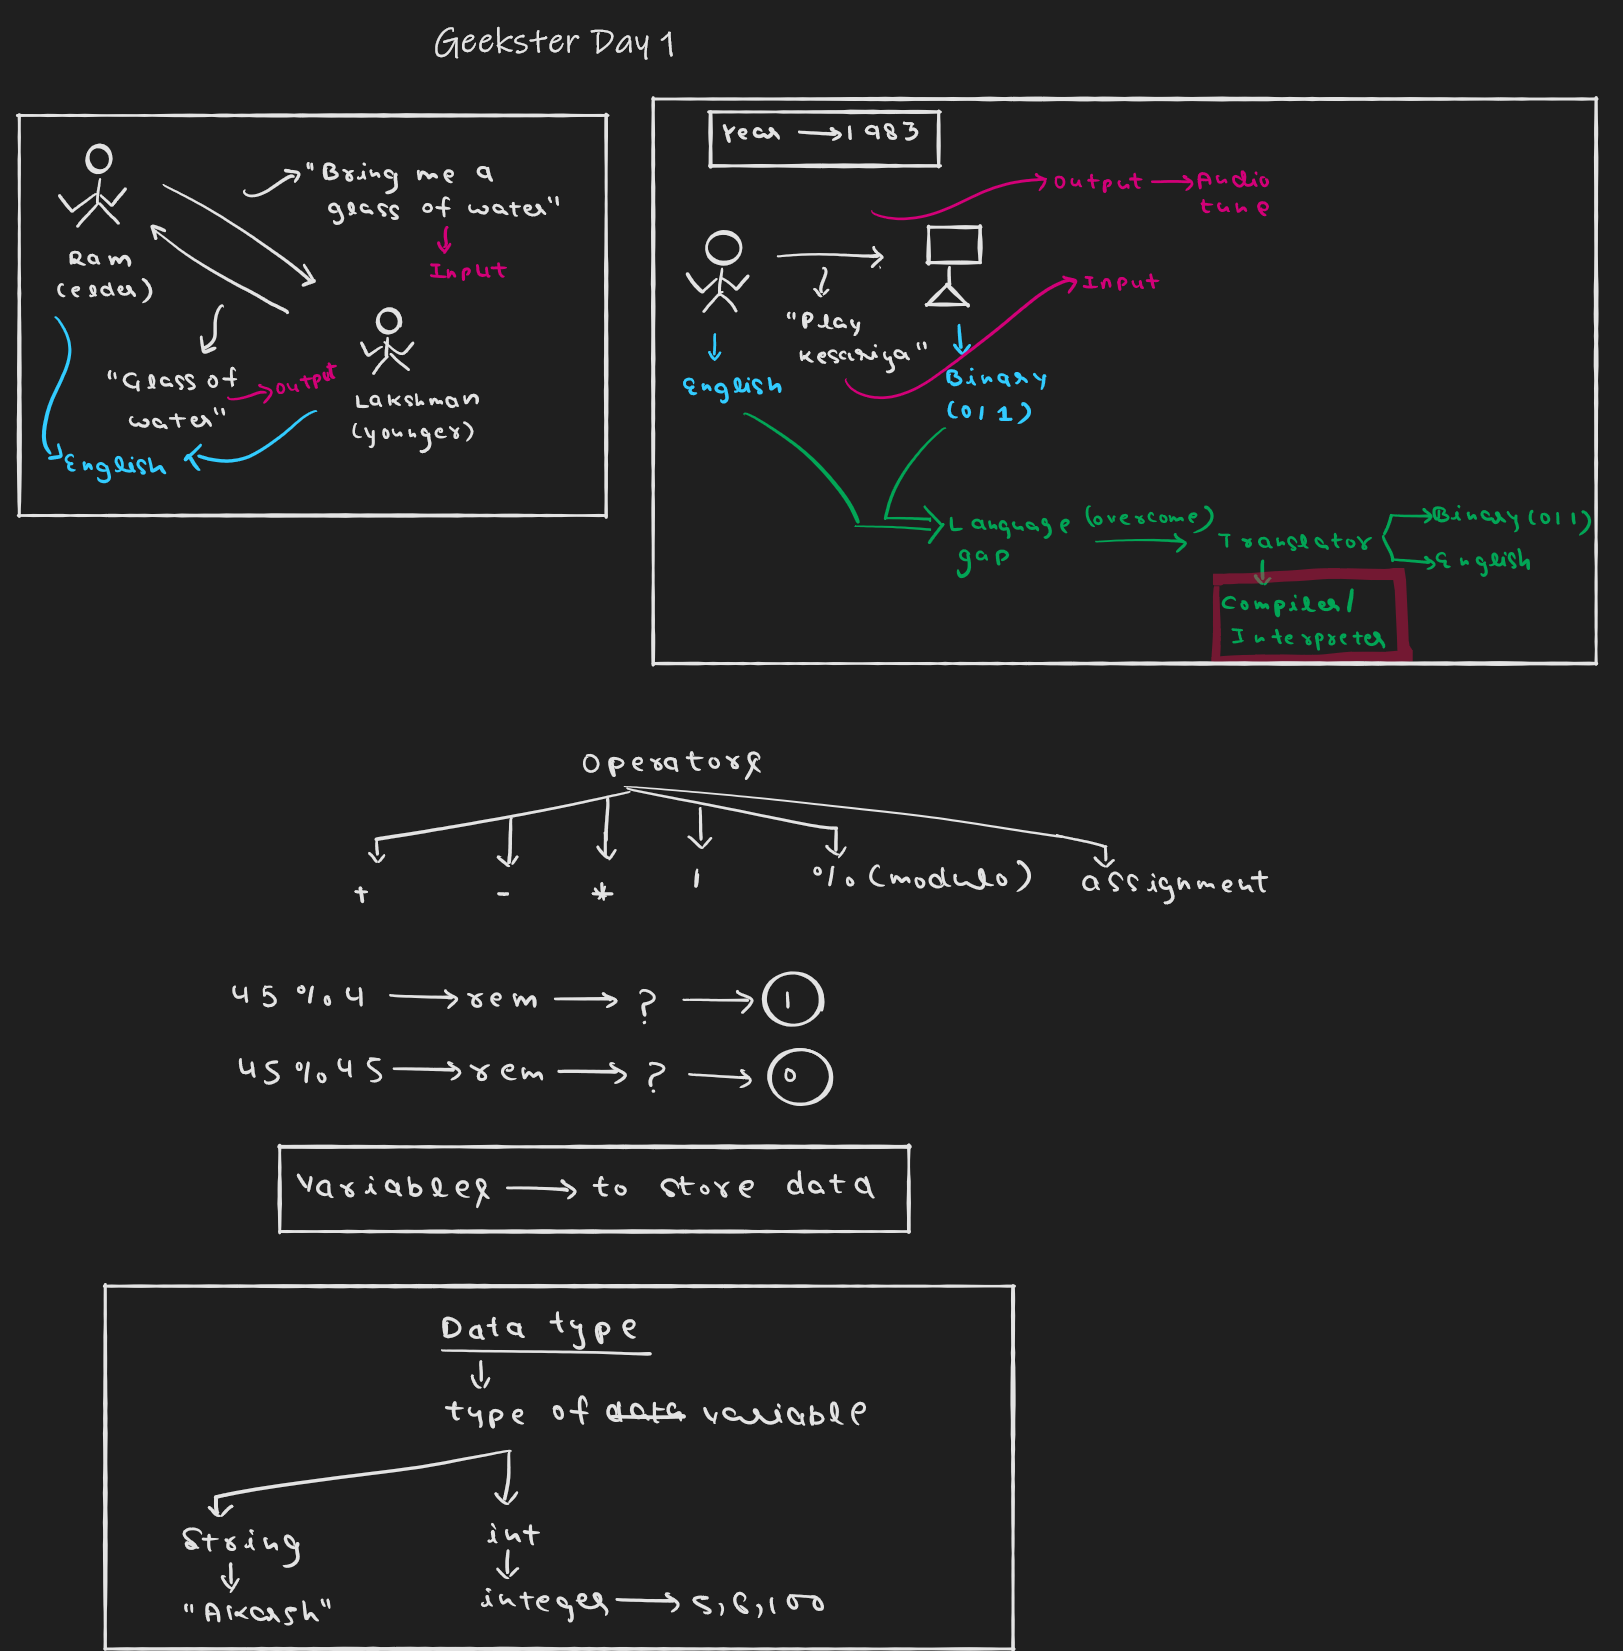 Geekster Day 1
"Bring me a
glass of water"
Input
Ram
(elder)
"Glass of
water"
output
Lakshman
(younger)
English
Year → 1983
output → Audio
tune
Input
"Play
Kesariya"
English
Binary
(0/1)
Language (overcome)
gap
Translator
Binary (0/1)
English
Compiler/
Interpreter
Operators
+ - * / % (modulo) assignment
45 % 4 → rem → ? → 1
45 % 45 → rem → ? → 0
variables → to store data
Data type
type of data variable
String
int
"Akarsh"
integer → 5,6,100